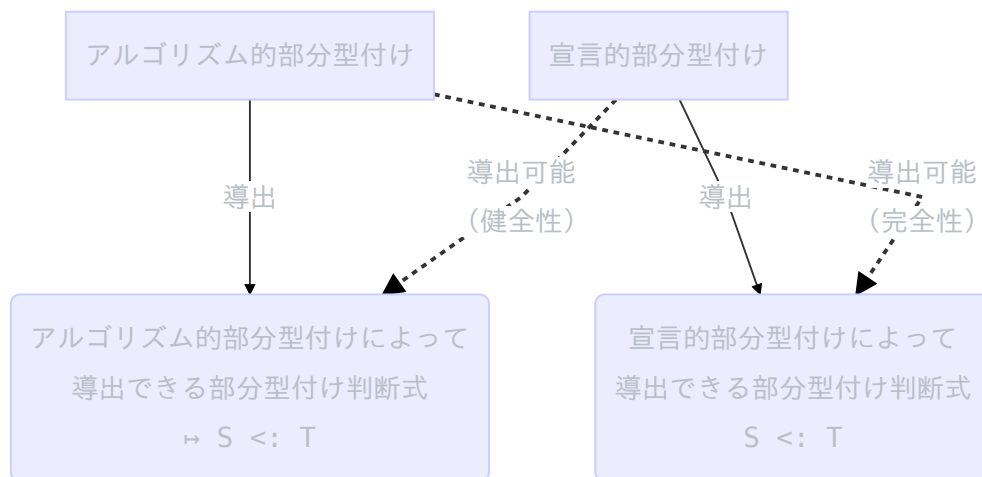 アルゴリズム的部分型付け
宣言的部分型付け
導出可能
（健全性）
導出可能
（完全性）
導出
導出
アルゴリズム的部分型付けによって
導出できる部分型付け判断式
↦ S <: T
宣言的部分型付けによって
導出できる部分型付け判断式
S <: T